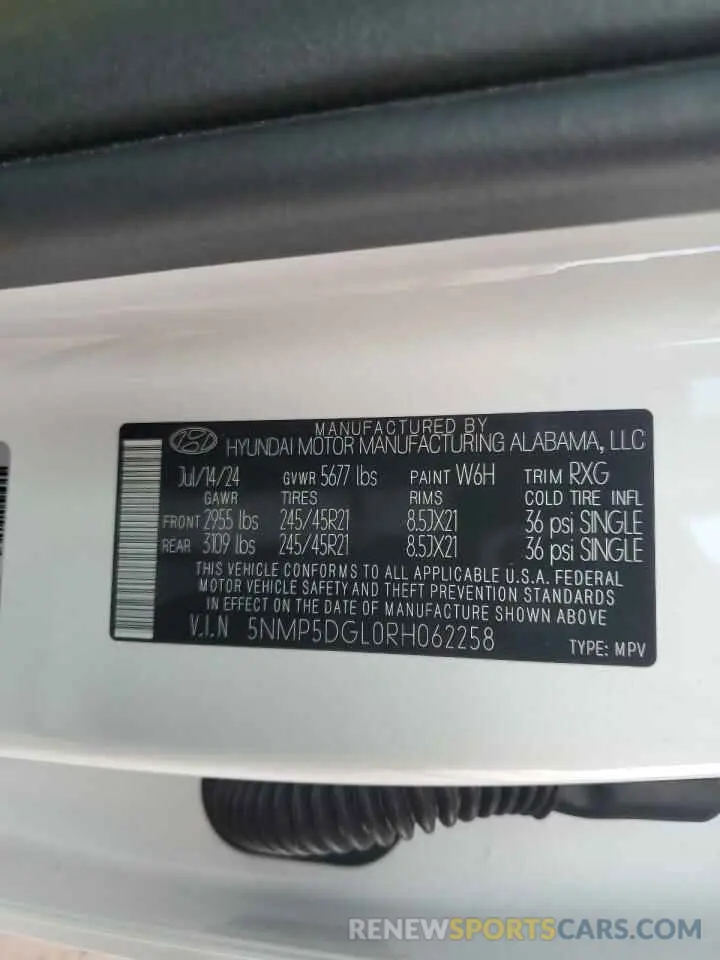 MANUFACTURED BY
HYUNDAI MOTOR MANUFACTURING ALABAMA, LLC
Jul/14/24 GVWR 5677 lbs PAINT W6H TRIM RXG
GAWR TIRES RIMS COLD TIRE INFL
FRONT 2955 lbs 245/45R21 8.5JX21 36 psi SINGLE
REAR 3109 lbs 245/45R21 8.5JX21 36 psi SINGLE
THIS VEHICLE CONFORMS TO ALL APPLICABLE U.S.A. FEDERAL
MOTOR VEHICLE SAFETY AND THEFT PREVENTION STANDARDS
IN EFFECT ON THE DATE OF MANUFACTURE SHOWN ABOVE
V.I.N 5NMP5DGL0RH062258 TYPE: MPV
RENEWSPORTSCARS.COM